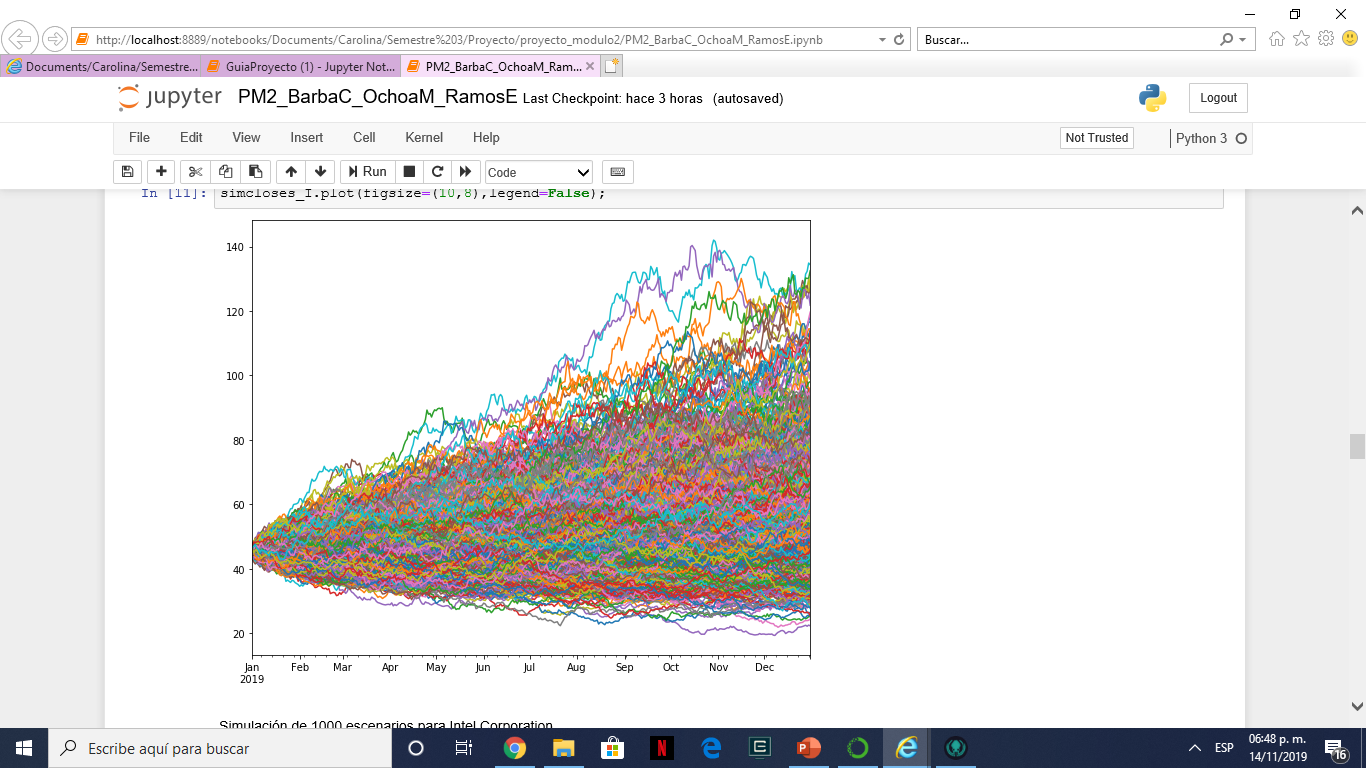 http://localhost:8889/notebooks/Documents/Carolina/Semestre%203/Proyecto/proyecto_modulo2/PM2_BarbaC_OchoaM_RamosE.ipynb
Buscar...
Documents/Carolina/Semestre...
GuiaProyecto (1) - Jupyter Not...
PM2_BarbaC_OchoaM_Ram...
jupyter PM2_BarbaC_OchoaM_RamosE Last Checkpoint: hace 3 horas (autosaved)
Logout
File Edit View Insert Cell Kernel Help
Not Trusted
Python 3
Run
Code
In [11]: simcloses_I.plot(figsize=(10,8),legend=False);
140
120
100
80
60
40
20
Jan Feb Mar Apr May Jun Jul Aug Sep Oct Nov Dec
2019
Simulación de 1000 escenarios para Intel Corporation
Escribe aquí para buscar
N
P
ESP
06:48 p. m.
14/11/2019
16